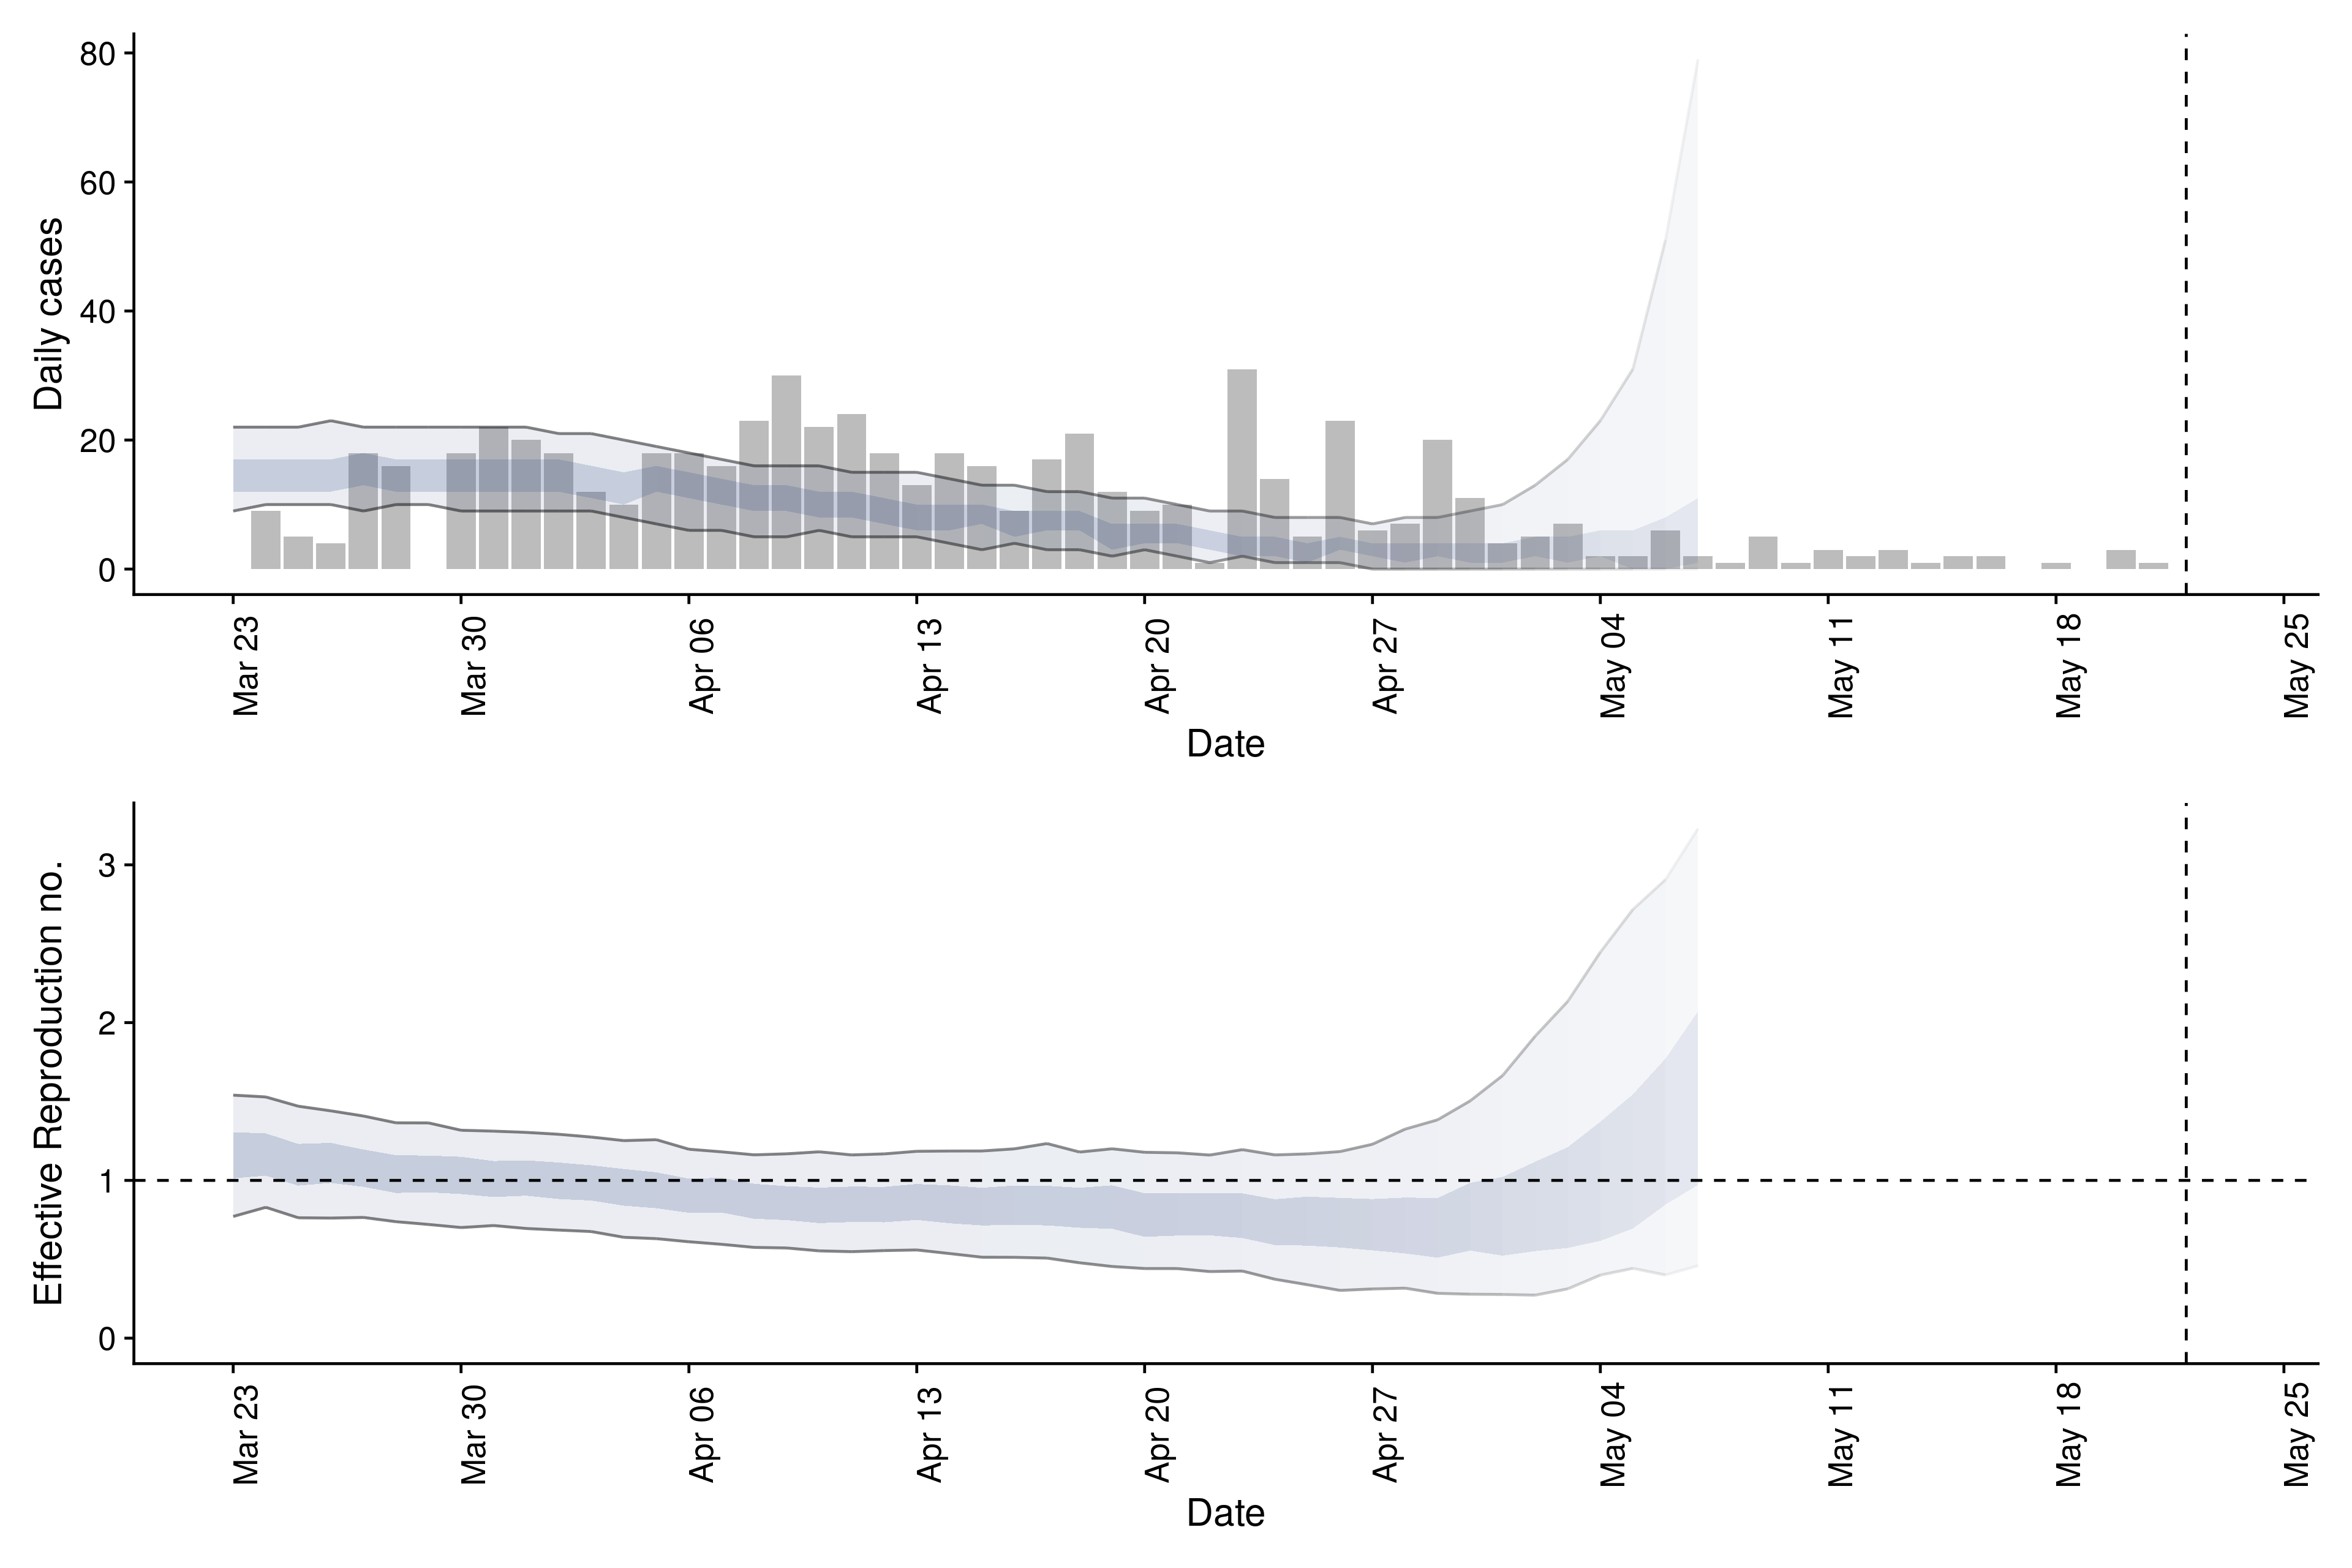 Daily cases
80
60
40
20
0
Mar 23
Mar 30
Apr 06
Apr 13
Apr 20
Apr 27
May 04
May 11
May 18
May 25
Date
Effective Reproduction no.
3
2
1
0
Mar 23
Mar 30
Apr 06
Apr 13
Apr 20
Apr 27
May 04
May 11
May 18
May 25
Date